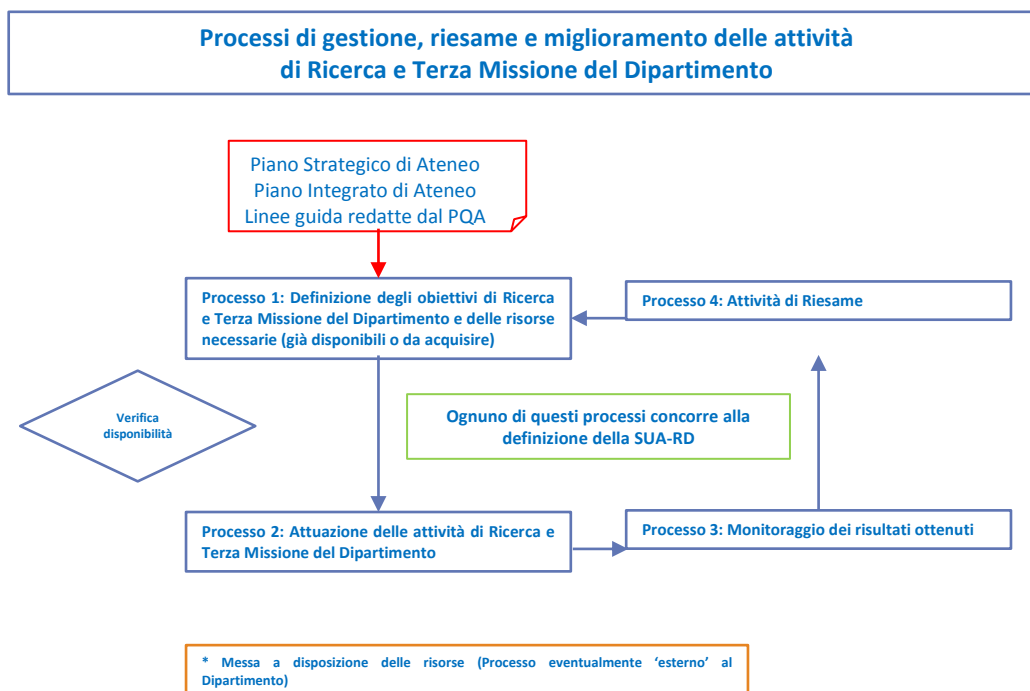 Processi di gestione, riesame e miglioramento delle attività
di Ricerca e Terza Missione del Dipartimento
Piano Strategico di Ateneo
Piano Integrato di Ateneo
Linee guida redatte dal PQA
Processo 1: Definizione degli obiettivi di Ricerca
e Terza Missione del Dipartimento e delle risorse
necessarie (già disponibili o da acquisire)
Processo 4: Attività di Riesame
Verifica
disponibilità
Ognuno di questi processi concorre alla
definizione della SUA-RD
Processo 2: Attuazione delle attività di Ricerca e
Terza Missione del Dipartimento
Processo 3: Monitoraggio dei risultati ottenuti
* Messa a disposizione delle risorse (Processo eventualmente ‘esterno’ al
Dipartimento)